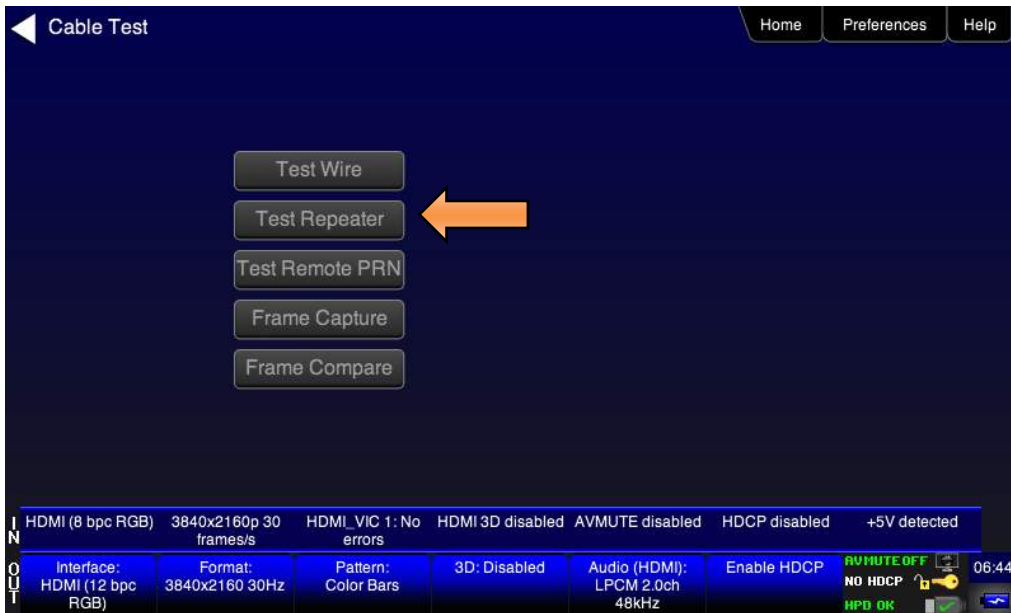 Cable Test
Home
Preferences
Help
Test Wire
Test Repeater
Test Remote PRN
Frame Capture
Frame Compare
IN
HDMI (8 bpc RGB)
3840x2160p 30
frames/s
HDMI_VIC 1: No
errors
HDMI 3D disabled
AVMUTE disabled
HDCP disabled
+5V detected
OUT
Interface:
HDMI (12 bpc
RGB)
Format:
3840x2160 30Hz
Pattern:
Color Bars
3D: Disabled
Audio (HDMI):
LPCM 2.0ch
48kHz
Enable HDCP
AVMUTE OFF
NO HDCP
HPD OK
06:44